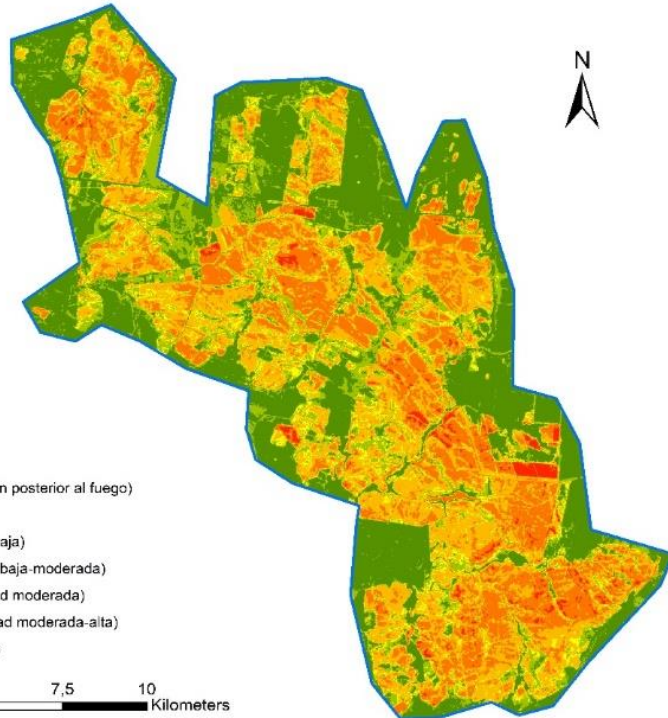 N
n posterior al fuego)
aja)
baja-moderada)
d moderada)
ad moderada-alta)
7,5 10
Kilometers